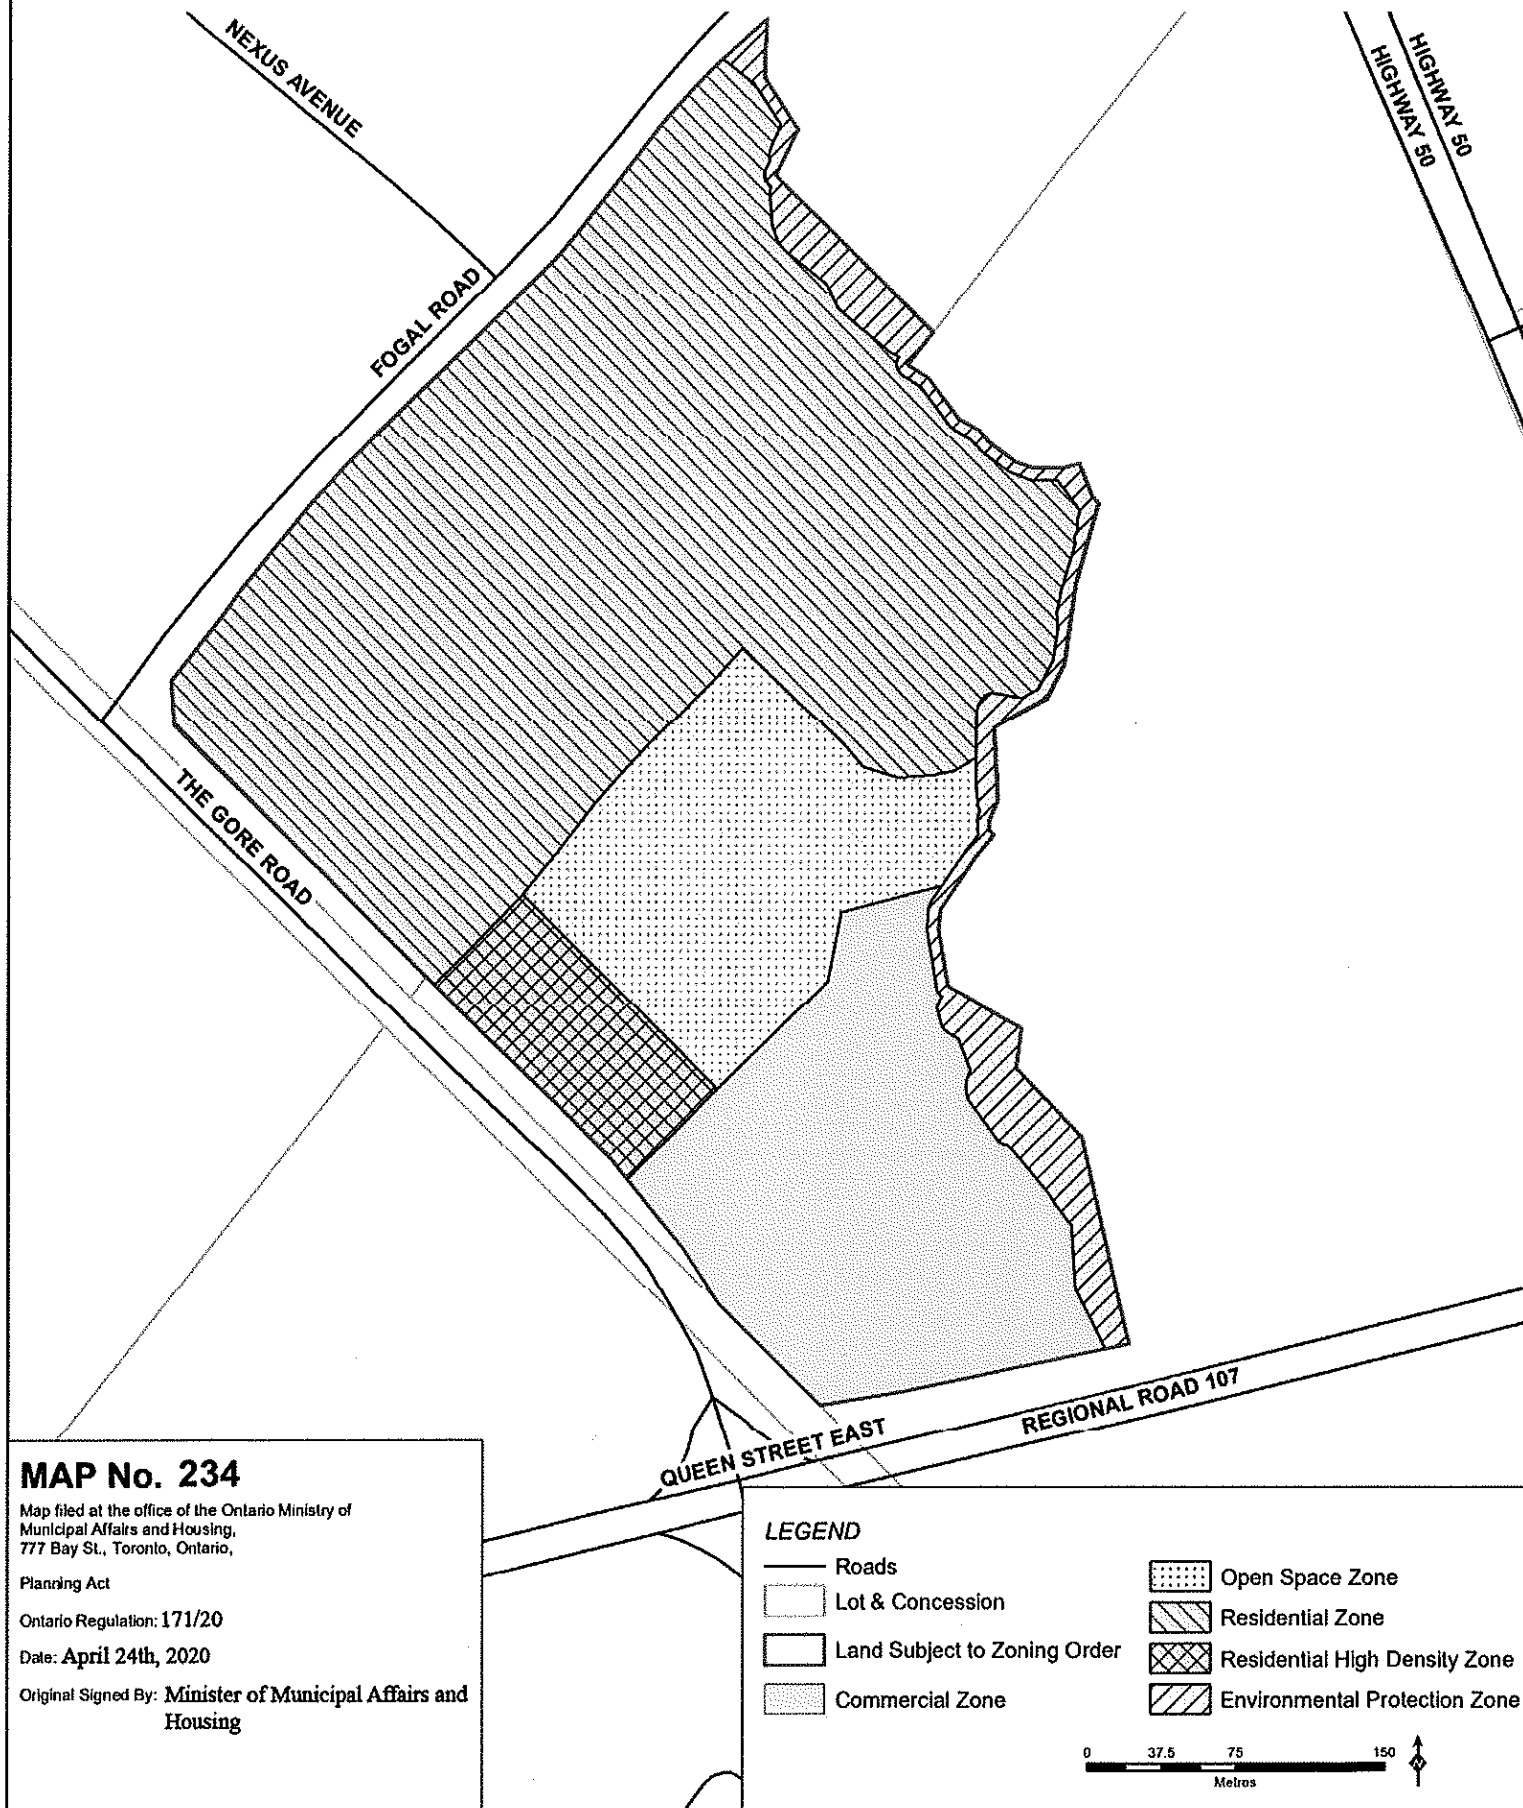 NEXUS AVENUE
HIGHWAY 50
HIGHWAY 50
FOGAL ROAD
THE GORE ROAD
QUEEN STREET EAST
REGIONAL ROAD 107
MAP No. 234
Map filed at the office of the Ontario Ministry of
Municipal Affairs and Housing,
777 Bay St., Toronto, Ontario,
Planning Act
Ontario Regulation: 171/20
Date: April 24th, 2020
Original Signed By: Minister of Municipal Affairs and
Housing
LEGEND
Roads
Lot & Concession
Land Subject to Zoning Order
Commercial Zone
Open Space Zone
Residential Zone
Residential High Density Zone
Environmental Protection Zone
0 37.5 75 150
Metres
N